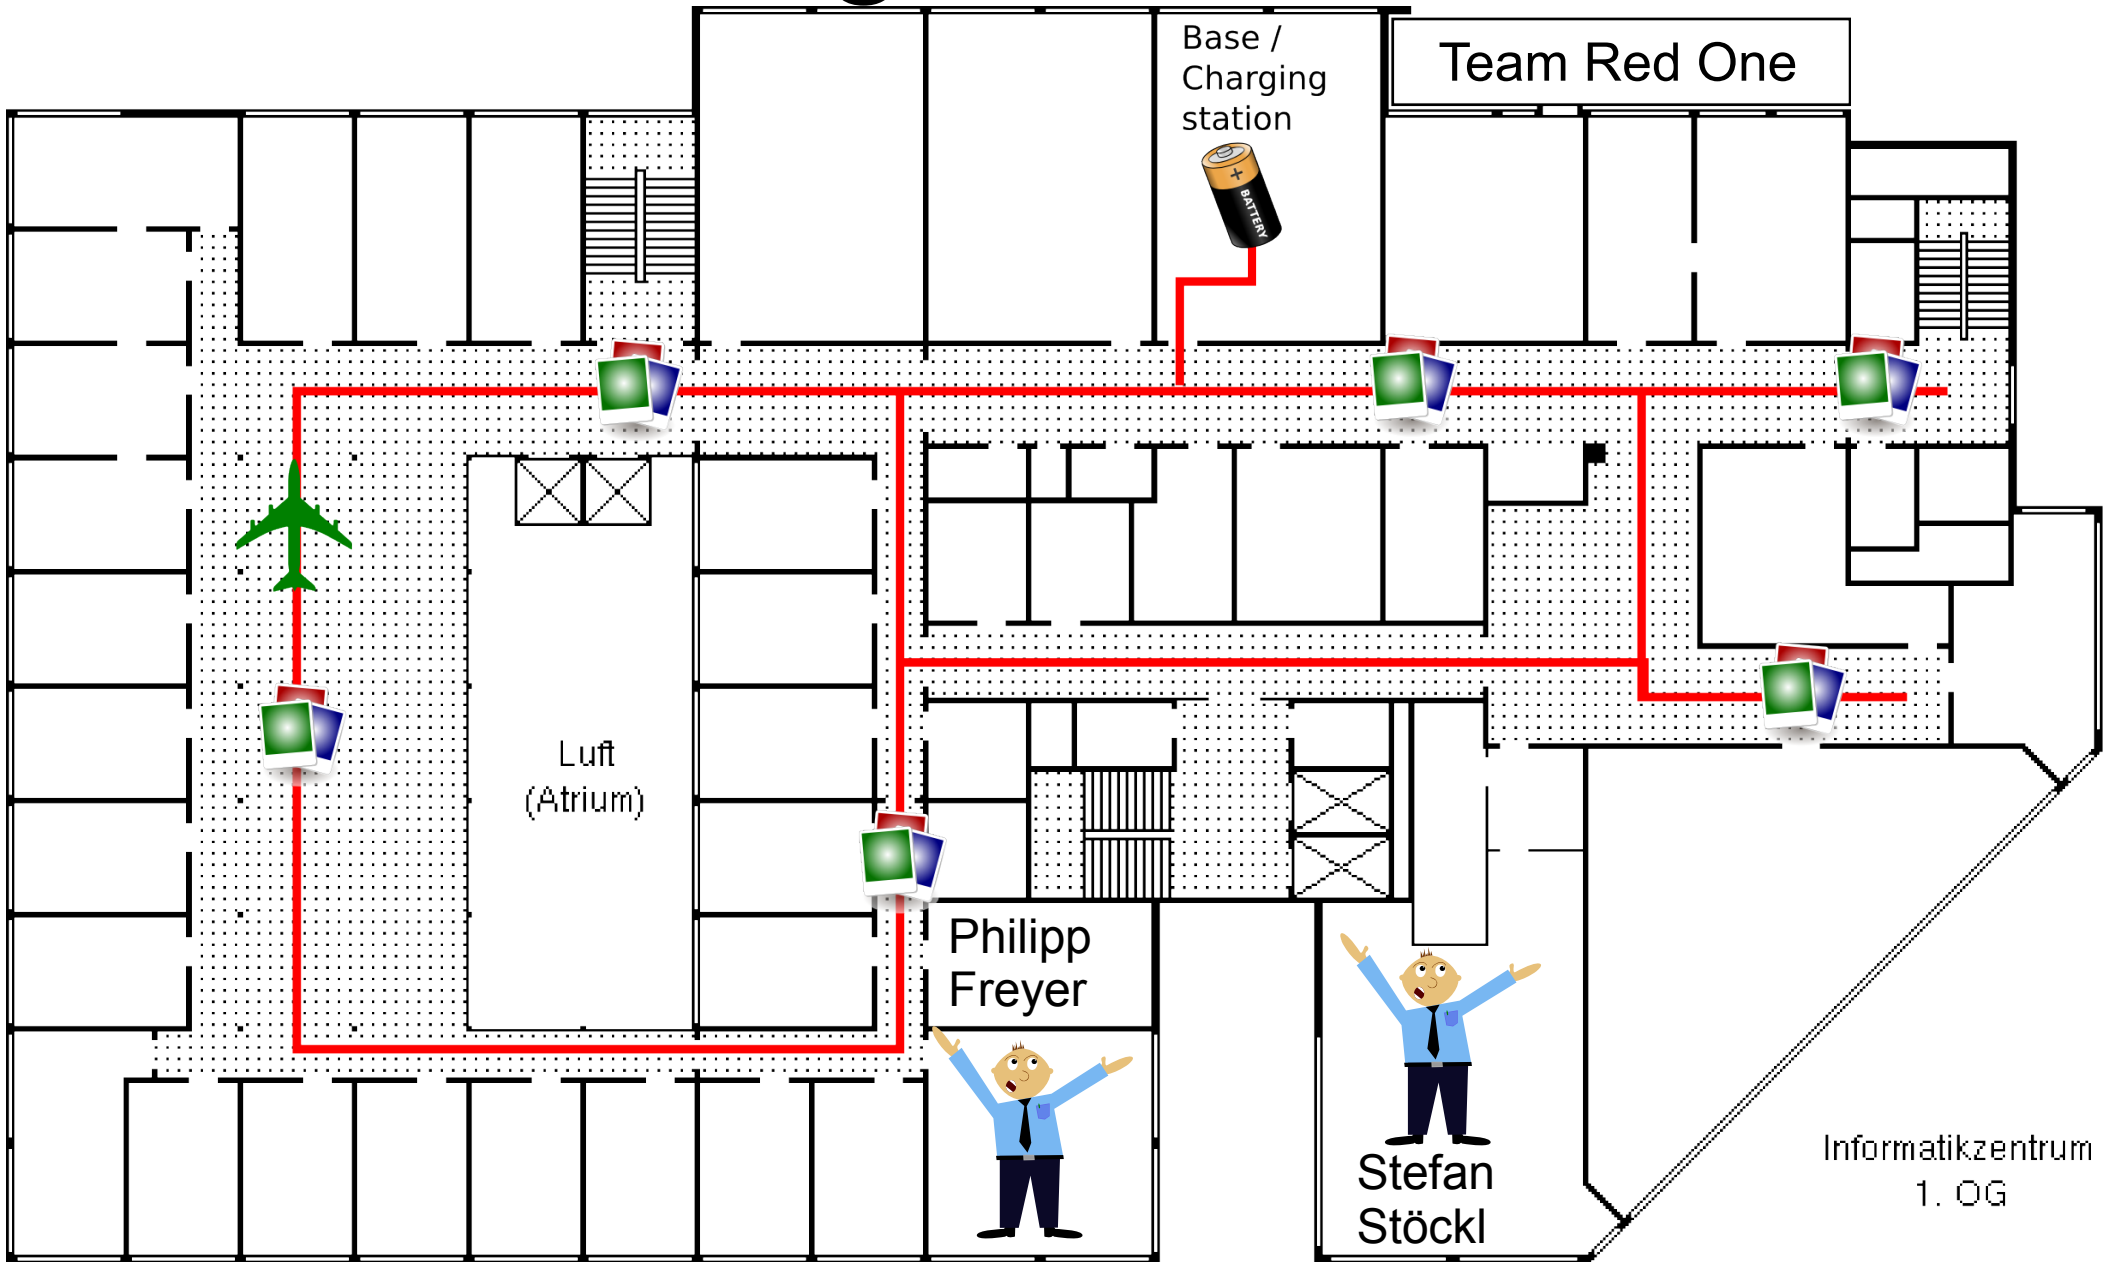 Base /
Charging
station
Team Red One
BATTERY
Luft
(Atrium)
Philipp
Freyer
Stefan
Stöckl
Informatikzentrum
1. OG